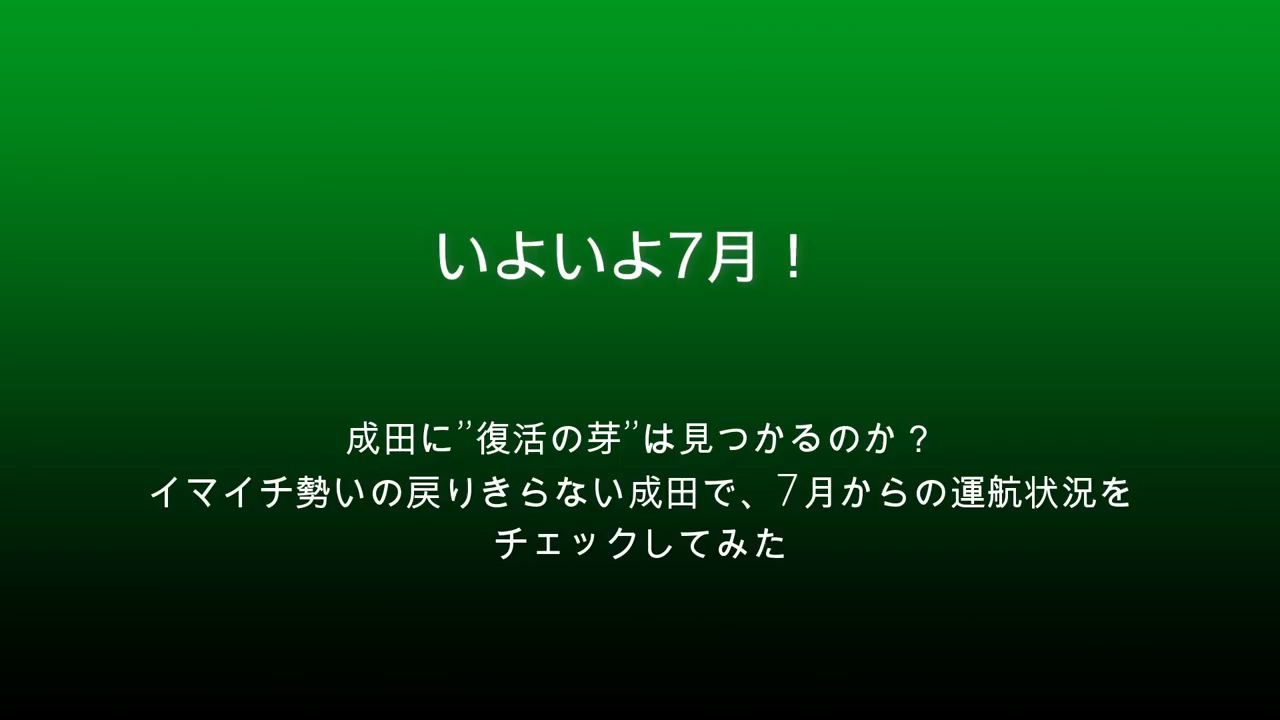 いよいよ7月！
成田に”復活の芽”は見つかるのか？
イマイチ勢いの戻りきらない成田で、7月からの運航状況を
チェックしてみた